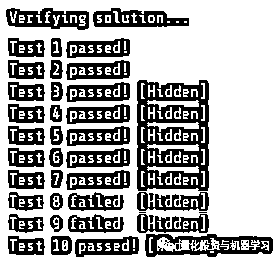 Verifying solution...
Test 1 passed!
Test 2 passed!
Test 3 passed! [Hidden]
Test 4 passed! [Hidden]
Test 5 passed! [Hidden]
Test 6 passed! [Hidden]
Test 7 passed! [Hidden]
Test 8 failed [Hidden]
Test 9 failed [Hidden]
Test 10 passed! [
量化投资与机器学习